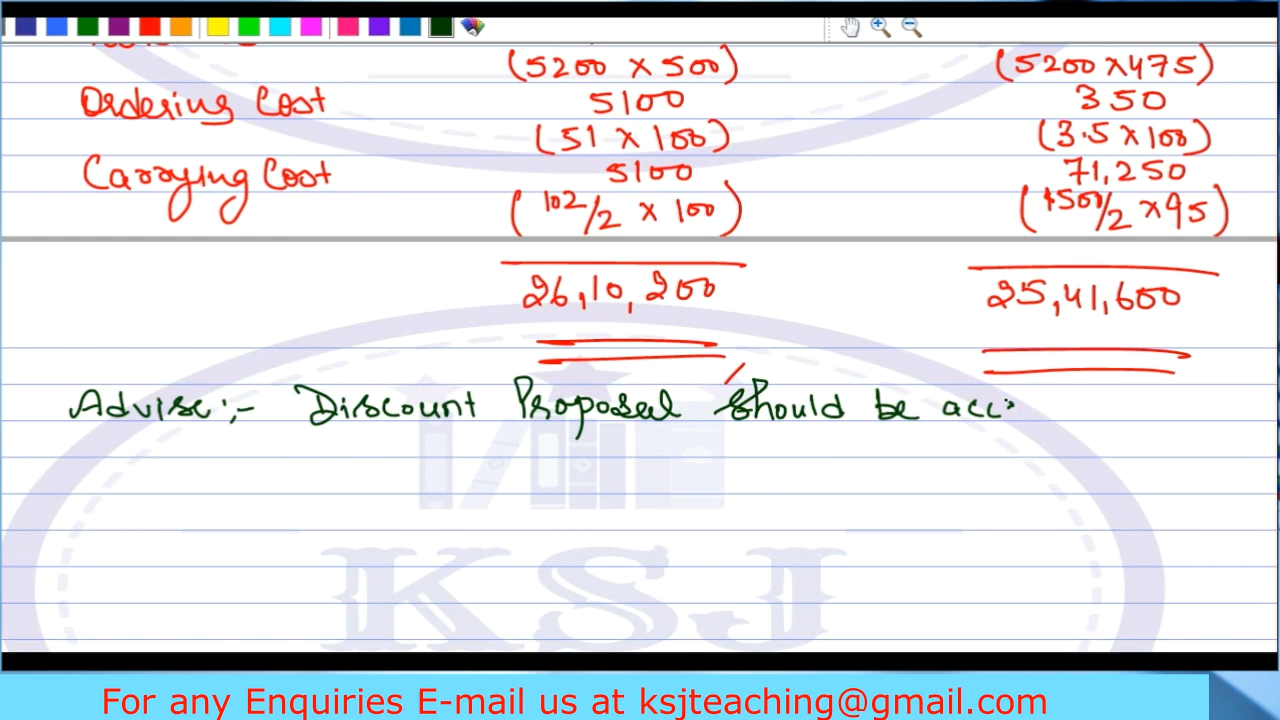 (5200 x 500) (5200 x 475)
Ordering Cost 5100 350
(51 x 100) (3.5 x 100)
Carrying Cost 5100 71,250
(102/2 x 100) (1500/2 x 95)
26,10,200 25,41,600
Advise:- Discount Proposal should be acc
KSJ
For any Enquiries E-mail us at ksjteaching@gmail.com